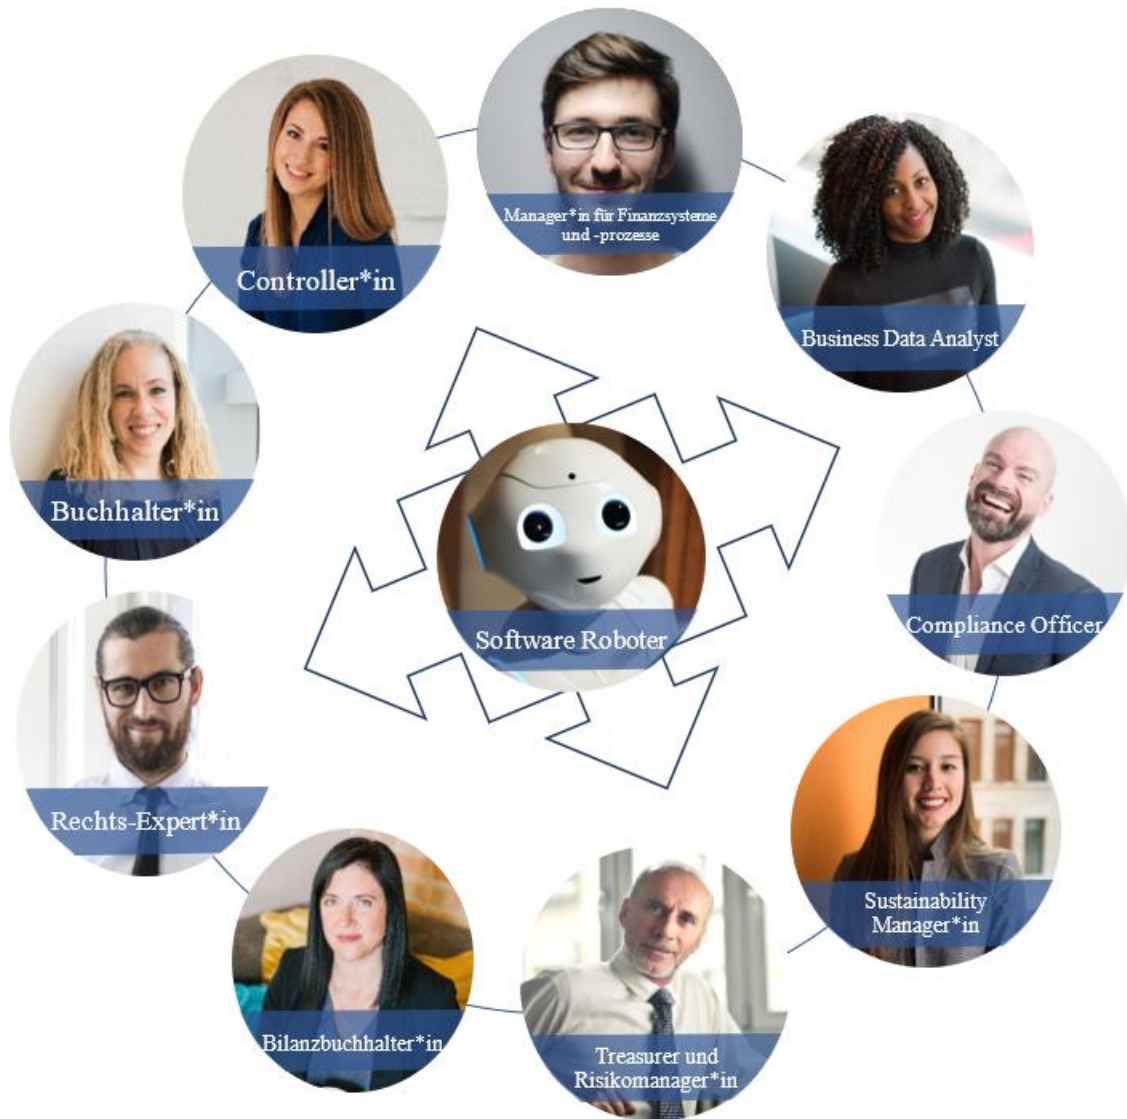 Manager*in für Finanzsysteme
und -prozesse
Controller*in
Business Data Analyst
Buchhalter*in
Compliance Officer
Software Roboter
Rechts-Expert*in
Sustainability
Manager*in
Bilanzbuchhalter*in
Treasurer und
Risikomanager*in